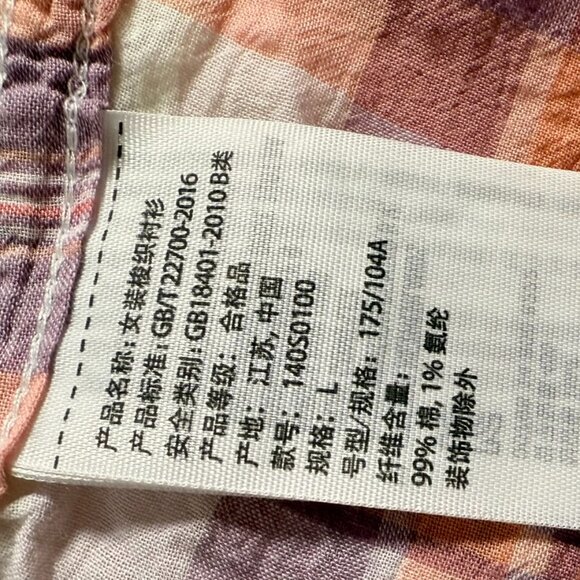 产品名称: 女装梭织衬衫
产品标准: GB/T22700-2016
安全类别: GB18401-2010 B类
产品等级: 合格品
产地: 江苏, 中国
款号: 140S0100
规格: L
号型/规格: 175/104A
纤维含量:
99% 棉, 1% 氨纶
装饰物除外